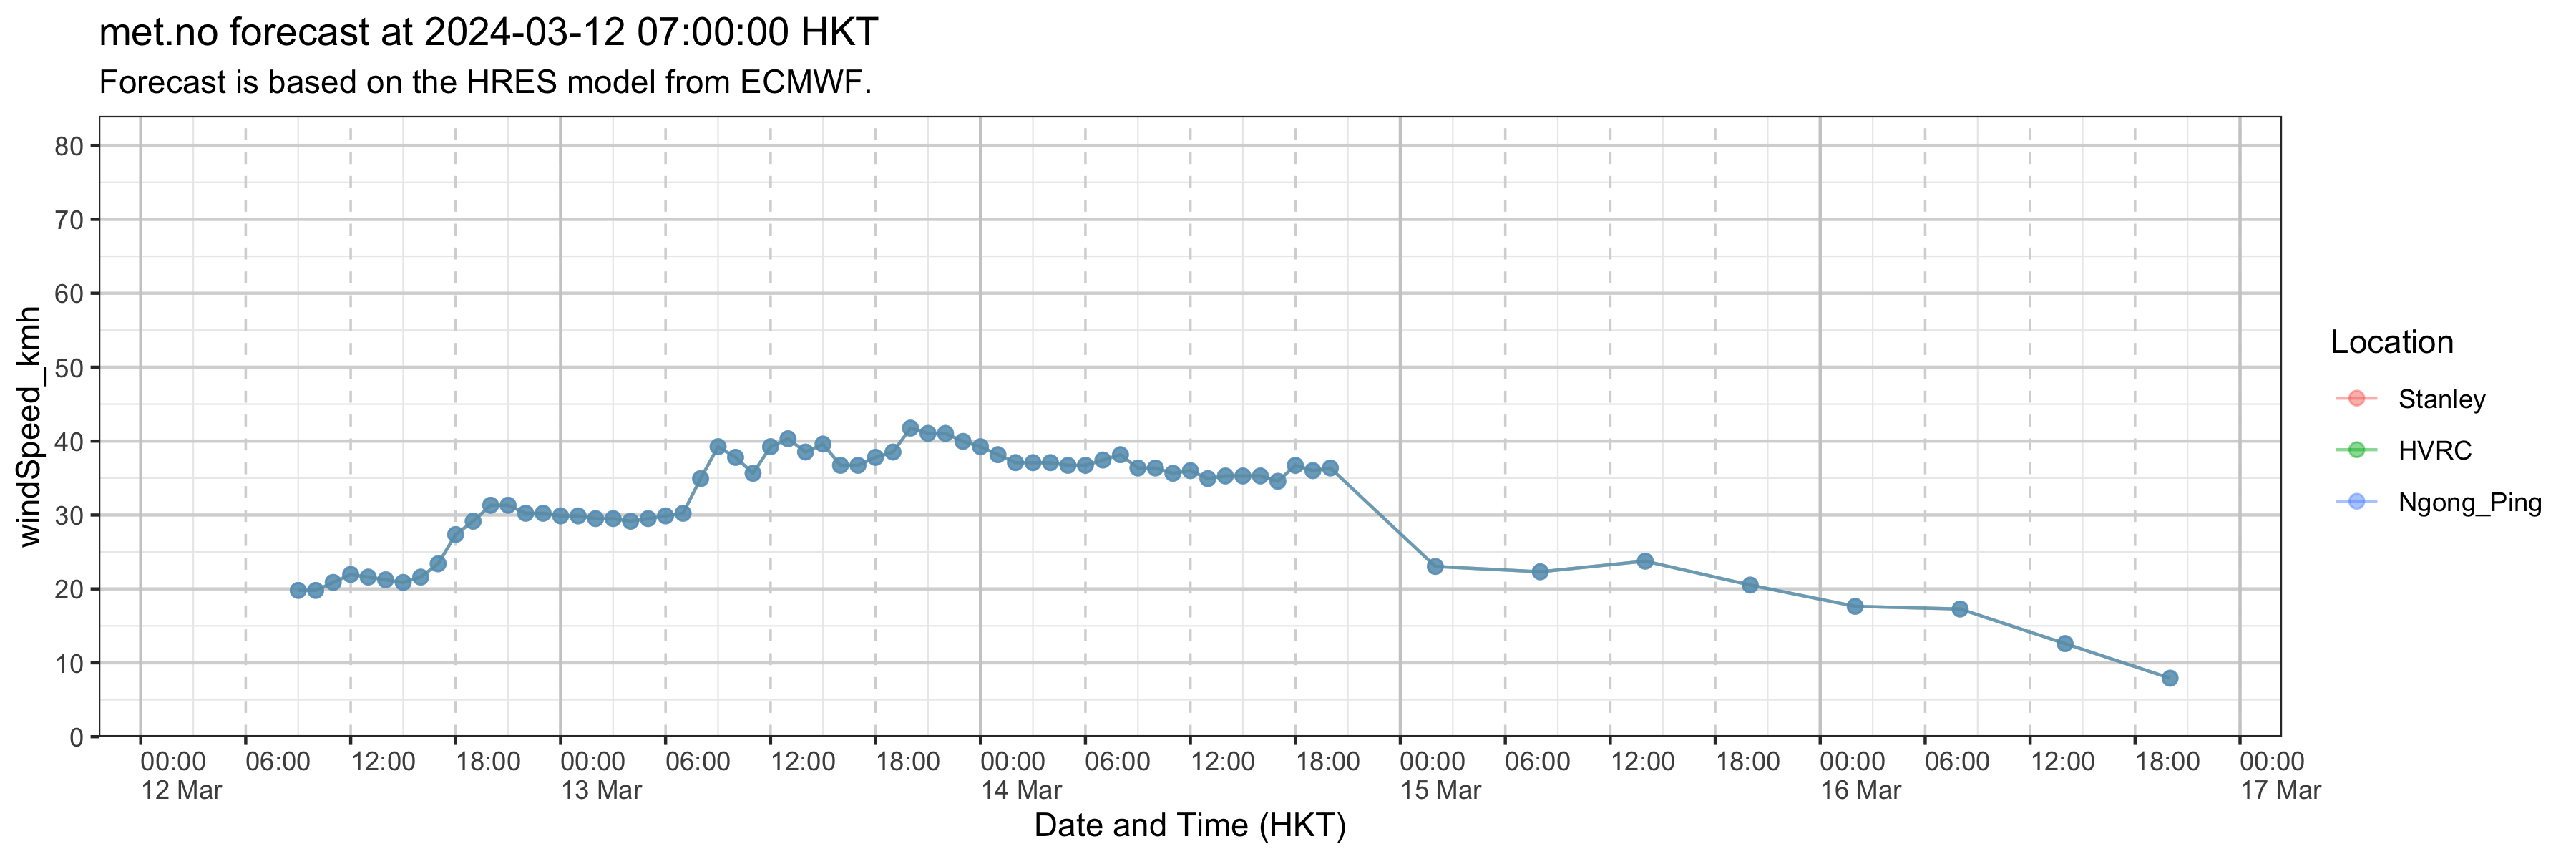 met.no forecast at 2024-03-12 07:00:00 HKT
Forecast is based on the HRES model from ECMWF.
windSpeed_kmh
80
70
60
50
40
30
20
10
0
00:00 06:00 12:00 18:00 00:00 06:00 12:00 18:00 00:00 06:00 12:00 18:00 00:00 06:00 12:00 18:00 00:00 06:00 12:00 18:00 00:00
12 Mar 13 Mar 14 Mar 15 Mar 16 Mar 17 Mar
Date and Time (HKT)
Location
Stanley
HVRC
Ngong_Ping